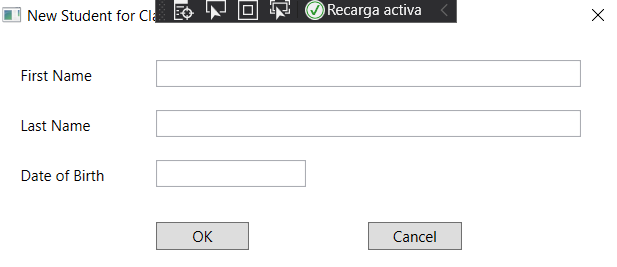 New Student for Cla
Recarga activa
First Name
Last Name
Date of Birth
OK
Cancel